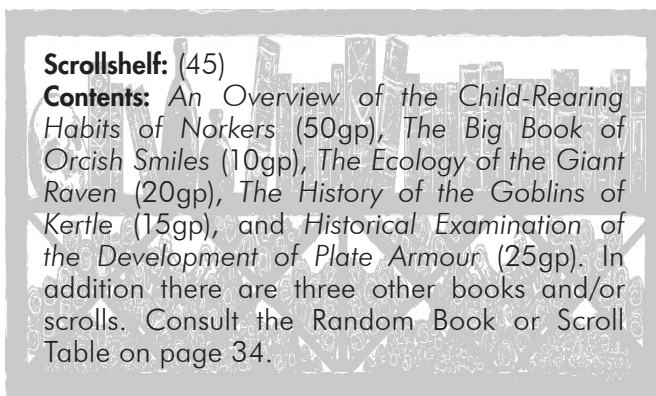 Scrollshelf: (45)
Contents: An Overview of the Child-Rearing
Habits of Norkers (50gp), The Big Book of
Orcish Smiles (10gp), The Ecology of the Giant
Raven (20gp), The History of the Goblins of
Kertle (15gp), and Historical Examination of
the Development of Plate Armour (25gp). In
addition there are three other books and/or
scrolls. Consult the Random Book or Scroll
Table on page 34.